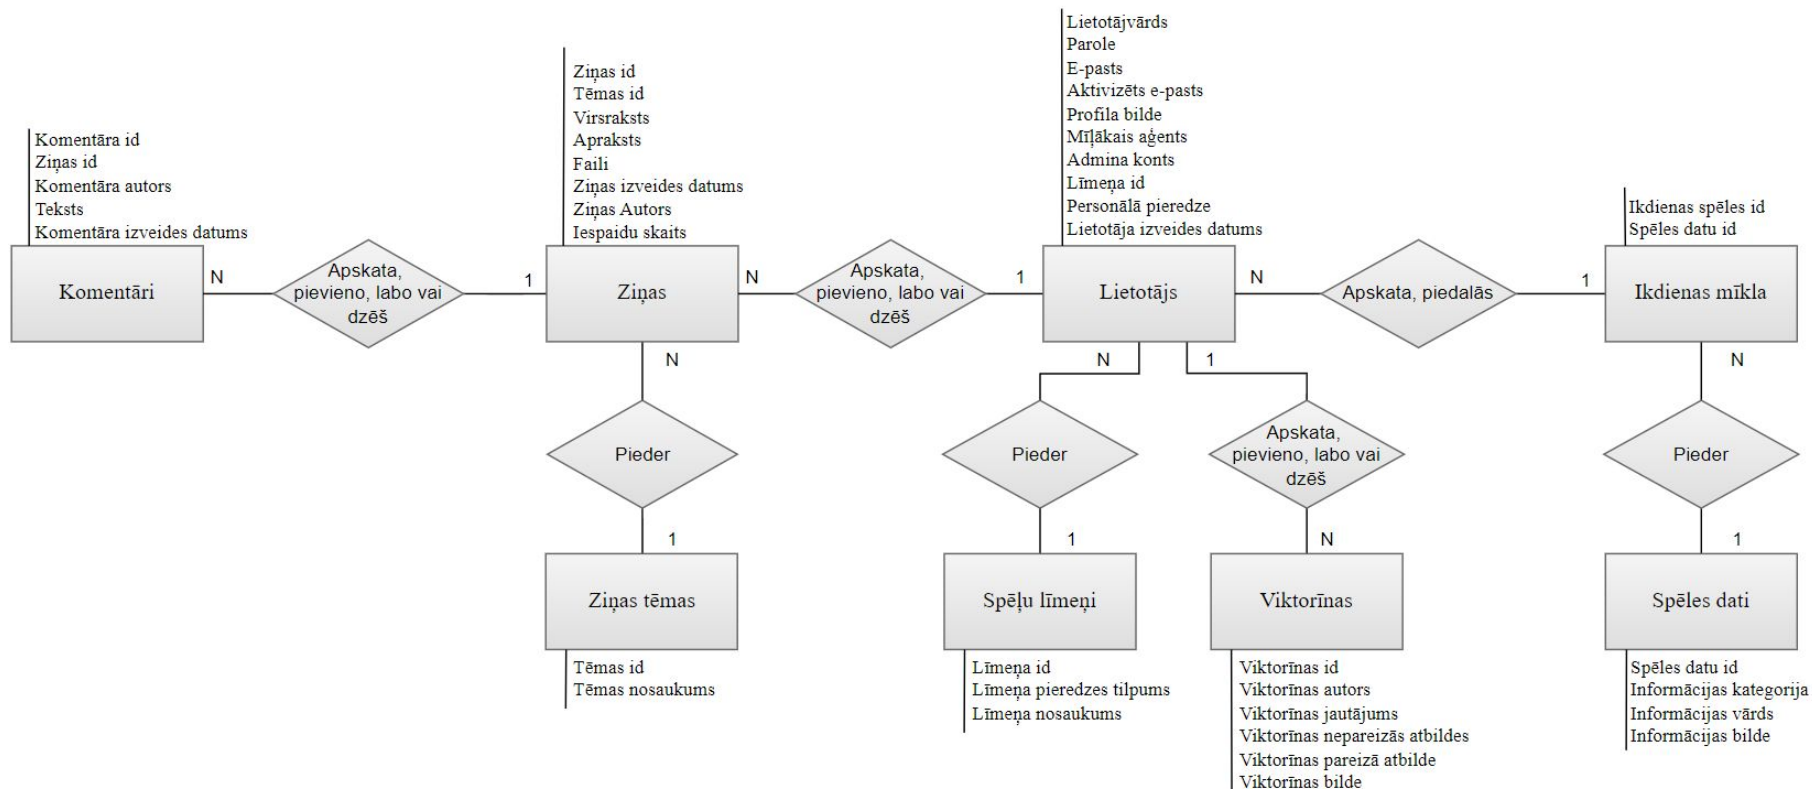 Lietotājvārds
Parole
E-pasts
Aktivizēts e-pasts
Profila bilde
Mīļākais aģents
Admina konts
Līmeņa id
Personālā pieredze
Lietotāja izveides datums
Ziņas id
Tēmas id
Virsraksts
Apraksts
Faili
Ziņas izveides datums
Ziņas Autors
Iespaidu skaits
Komentāra id
Ziņas id
Komentāra autors
Teksts
Komentāra izveides datums
Ikdienas spēles id
Spēles datu id
Komentāri
N
Apskata,
pievieno, labo vai
dzēš
1
Ziņas
N
Apskata,
pievieno, labo vai
dzēš
1
Lietotājs
N
Apskata, piedalās
1
Ikdienas mīkla
N
Pieder
1
N
Pieder
1
1
Apskata,
pievieno, labo vai
dzēš
N
N
Pieder
1
Ziņas tēmas
Spēļu līmeņi
Viktorīnas
Spēles dati
Tēmas id
Tēmas nosaukums
Līmeņa id
Līmeņa pieredzes tilpums
Līmeņa nosaukums
Viktorīnas id
Viktorīnas autors
Viktorīnas jautājums
Viktorīnas nepareizās atbildes
Viktorīnas pareizā atbilde
Viktorīnas bilde
Spēles datu id
Informācijas kategorija
Informācijas vārds
Informācijas bilde